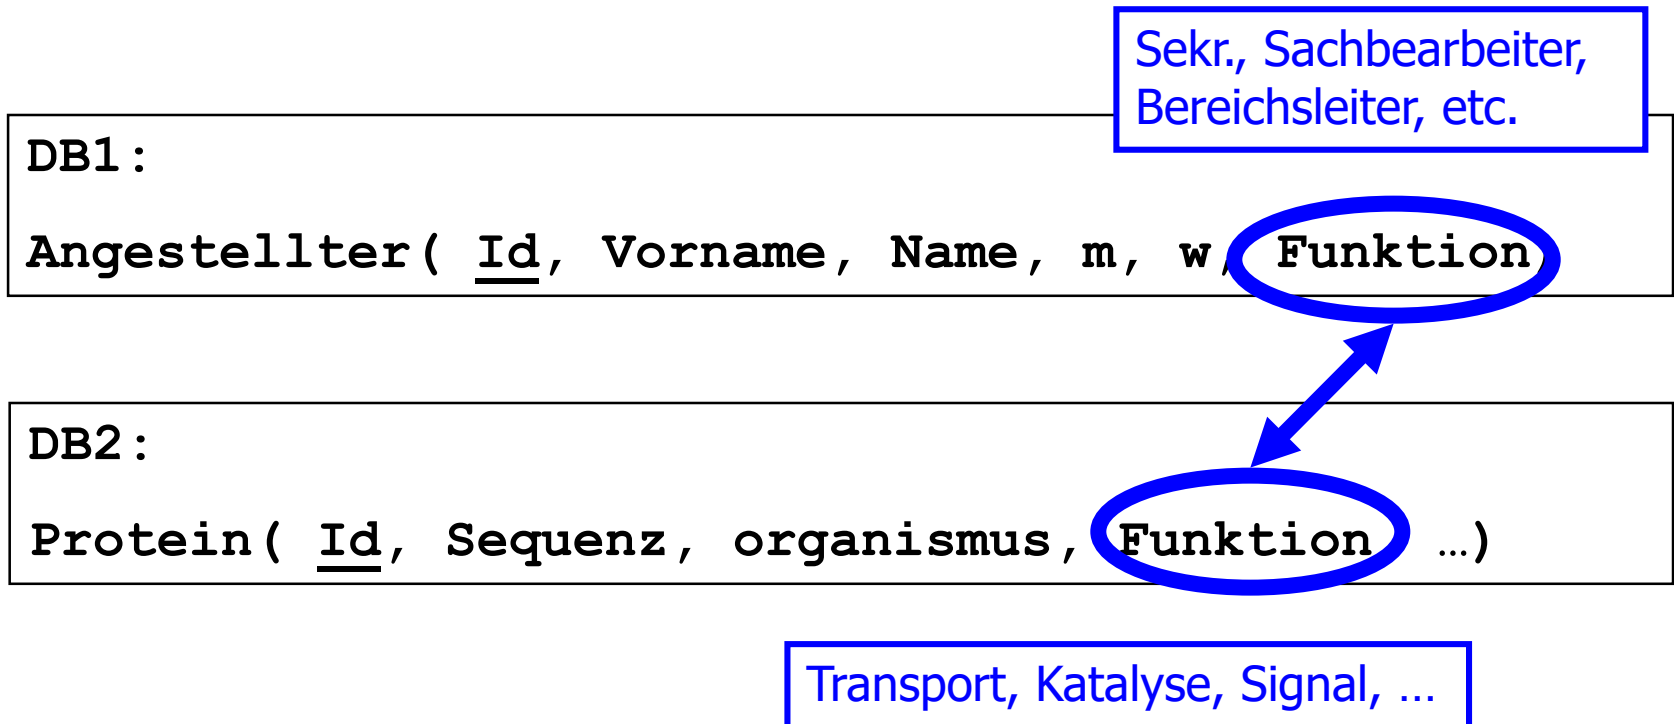 Sekr., Sachbearbeiter,
Bereichsleiter, etc.
DB1:
Angestellter( Id, Vorname, Name, m, w, Funktion,
DB2:
Protein( Id, Sequenz, organismus, Funktion …)
Transport, Katalyse, Signal, …